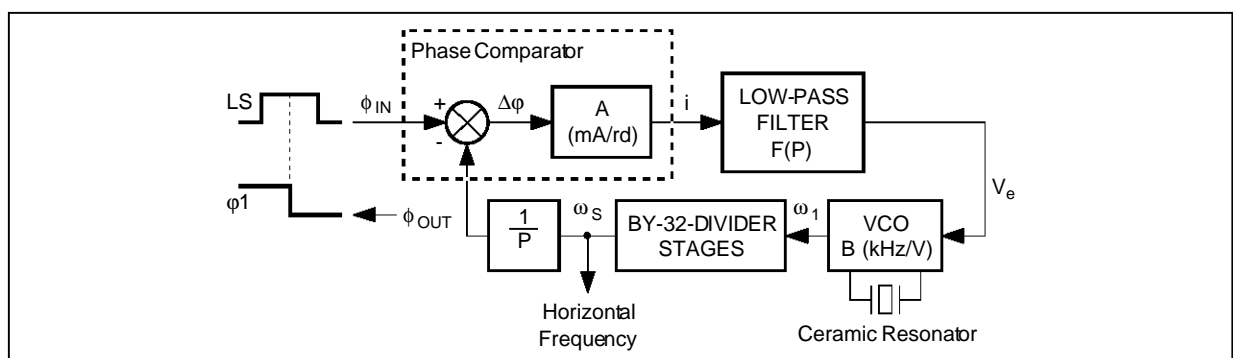 Phase Comparator
LS
ϕIN
+
-
Δφ
A
(mA/rd)
i
LOW-PASS
FILTER
F(P)
Ve
φ1
ϕOUT
1
P
ωS
BY-32-DIVIDER
STAGES
ω1
VCO
B (kHz/V)
Horizontal
Frequency
Ceramic Resonator